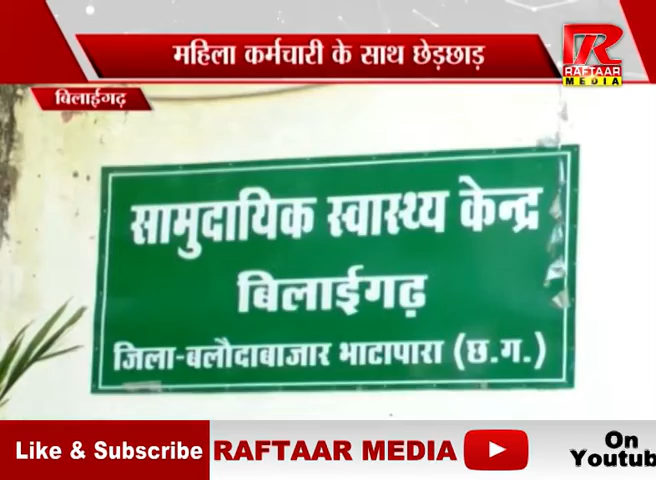 महिला कर्मचारी के साथ छेड़छाड़
RAFTAAR
MEDIA
बिलाईगढ़
सामुदायिक स्वास्थ्य केन्द्र
बिलाईगढ़
जिला-बलौदाबाजार भाटापारा (छ.ग.)
Like & Subscribe RAFTAAR MEDIA On
Youtub